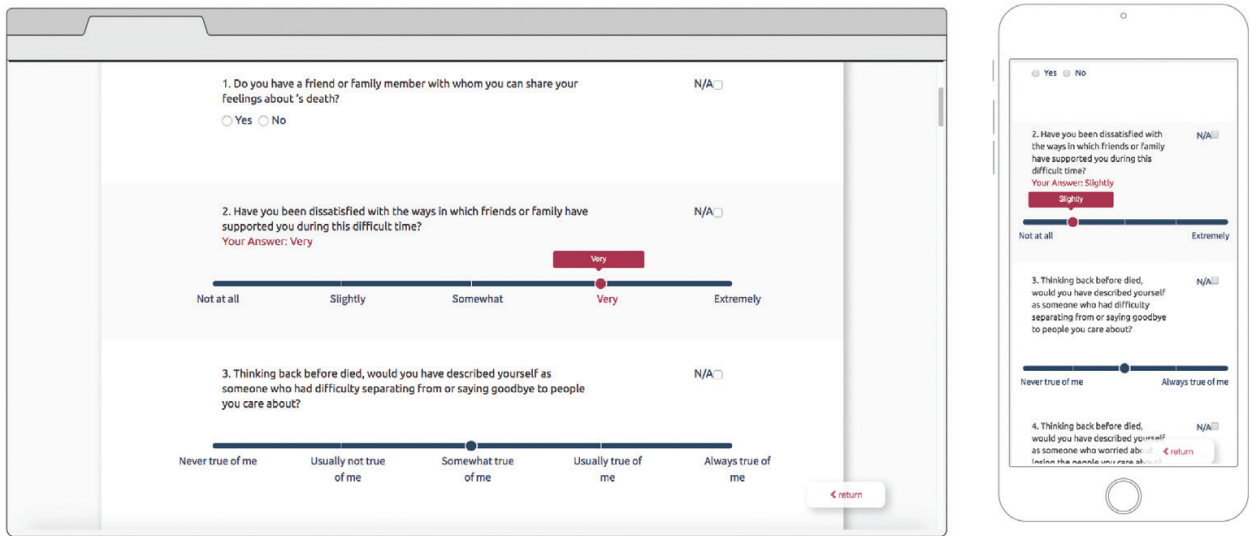 1. Do you have a friend or family member with whom you can share your
feelings about 's death?
N/A
Yes No
2. Have you been dissatisfied with the ways in which friends or family have
supported you during this difficult time?
N/A
Your Answer: Very
Very
Not at all Slightly Somewhat Very Extremely
3. Thinking back before died, would you have described yourself as
someone who had difficulty separating from or saying goodbye to people
you care about?
N/A
Never true of me Usually not true of me Somewhat true of me Usually true of me Always true of me
return
Yes No
2. Have you been dissatisfied with
the ways in which friends or family
have supported you during this
difficult time?
N/A
Your Answer: Slightly
Slightly
Not at all Extremely
3. Thinking back before died,
would you have described yourself
as someone who had difficulty
separating from or saying goodbye
to people you care about?
N/A
Never true of me Always true of me
4. Thinking back before died,
would you have described yourself
as someone who worried about
losing the people you care about?
N/A
return